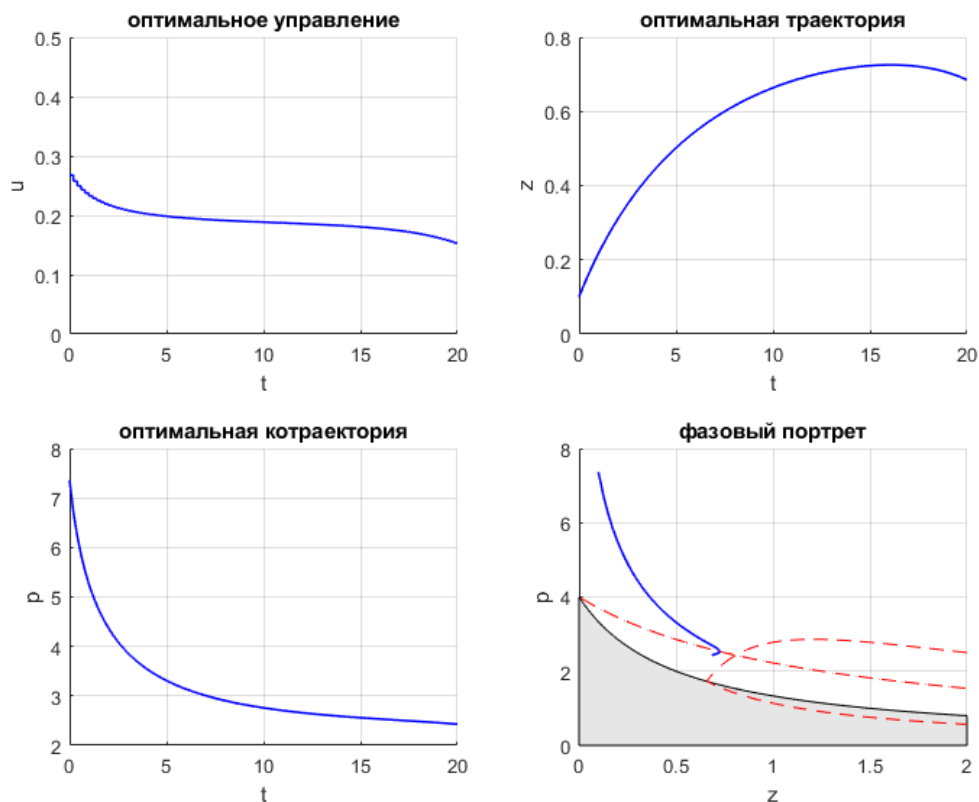 оптимальное управление
0.5
0.4
0.3
0.2
0.1
0
u
0 5 10 15 20
t
оптимальная траектория
0.8
0.6
0.4
0.2
0
z
0 5 10 15 20
t
оптимальная котраектория
8
7
6
5
4
3
2
p
0 5 10 15 20
t
фазовый портрет
8
6
4
2
0
p
0 0.5 1 1.5 2
z